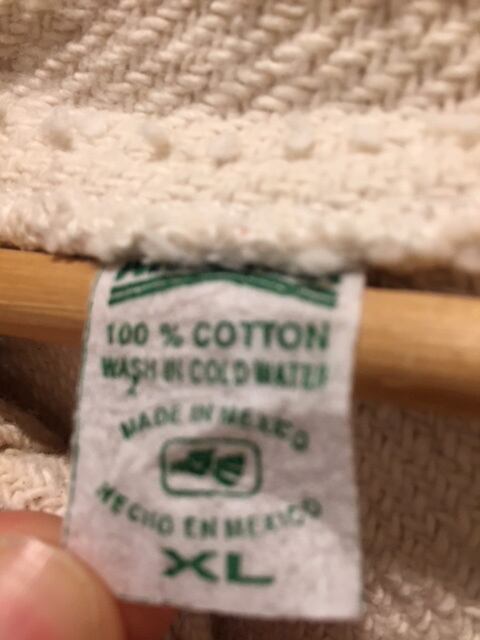 100 % COTTON
WASH IN COLD WATER
MADE IN MEXICO
HECHO EN MEXICO
XL